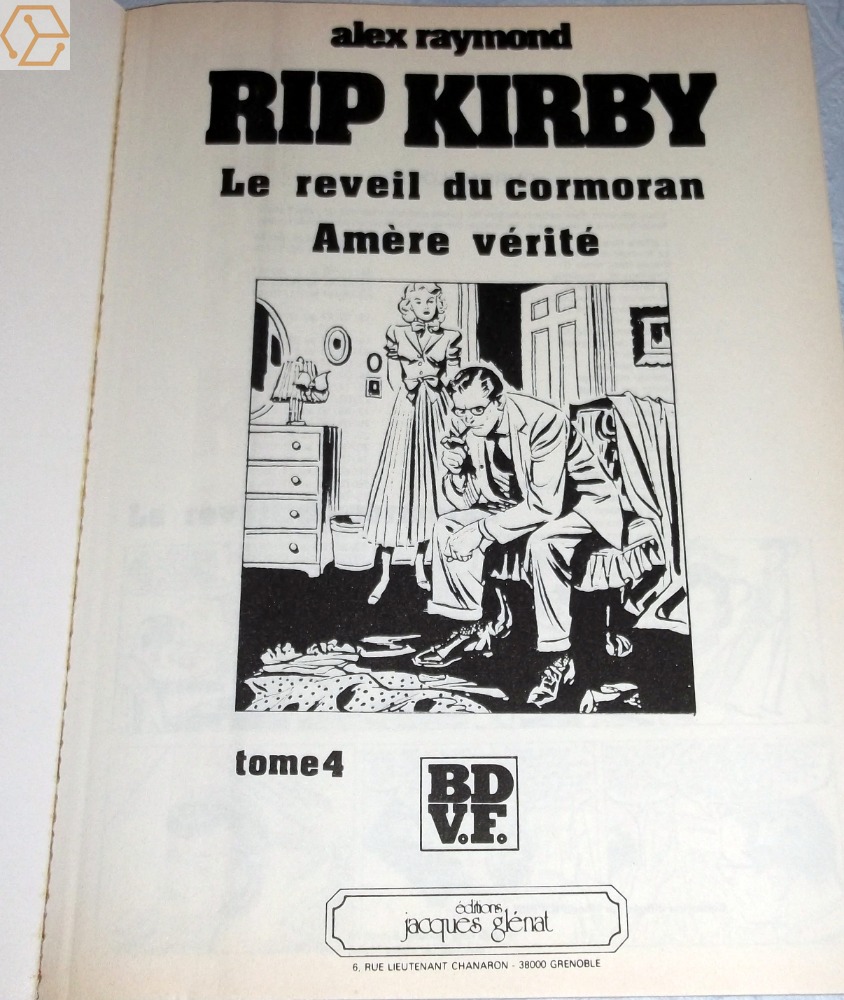 alex raymond
RIP KIRBY
Le reveil du cormoran
Amère vérité
tome 4
BD
V.F.
éditions
jacques glénat
6, RUE LIEUTENANT CHANARON - 38000 GRENOBLE